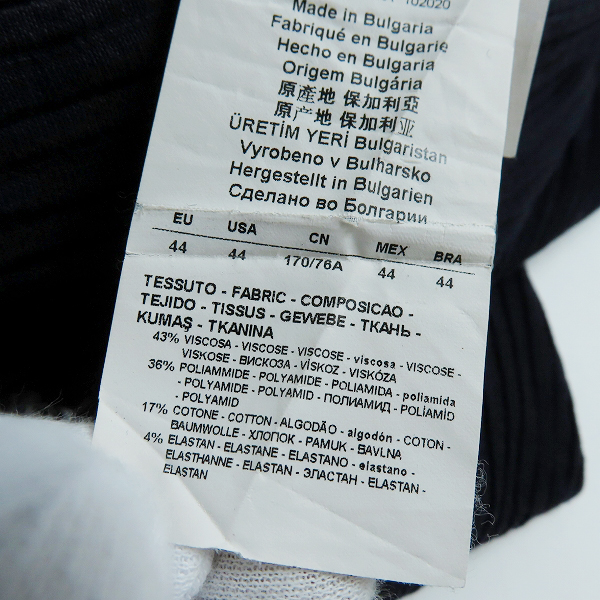 102020
Made in Bulgaria
Fabriqué en Bulgarie
Hecho en Bulgaria
Origem Bulgária
原產地 保加利亞
原产地 保加利亚
ÜRETİM YERİ Bulgaristan
Vyrobeno v Bulharsko
Hergestellt in Bulgarien
Сделано во Болгарии
EU USA CN MEX BRA
44 44 170/76A 44 44
TESSUTO - FABRIC - COMPOSICAO -
TEJIDO - TISSUS - GEWEBE - ТКАНЬ -
KUMAŞ - TKANINA
43% VISCOSA - VISCOSE - VISCOSE - viscosa - VISCOSE -
VISKOSE - ВИСКОЗА - VİSKOZ - VISKÓZA
36% POLIAMMIDE - POLYAMIDE - POLIAMIDA - poliamida
- POLYAMIDE - POLYAMID - ПОЛИАМИД - POLİAMİD
- POLYAMID
17% COTONE - COTTON - ALGODÃO - algodón - COTON -
BAUMWOLLE - ХЛОПОК - PAMUK - BAVLNA
4% ELASTAN - ELASTANE - ELASTANO - elastano -
ELASTHANNE - ELASTAN - ЭЛАСТАН - ELASTAN -
ELASTAN